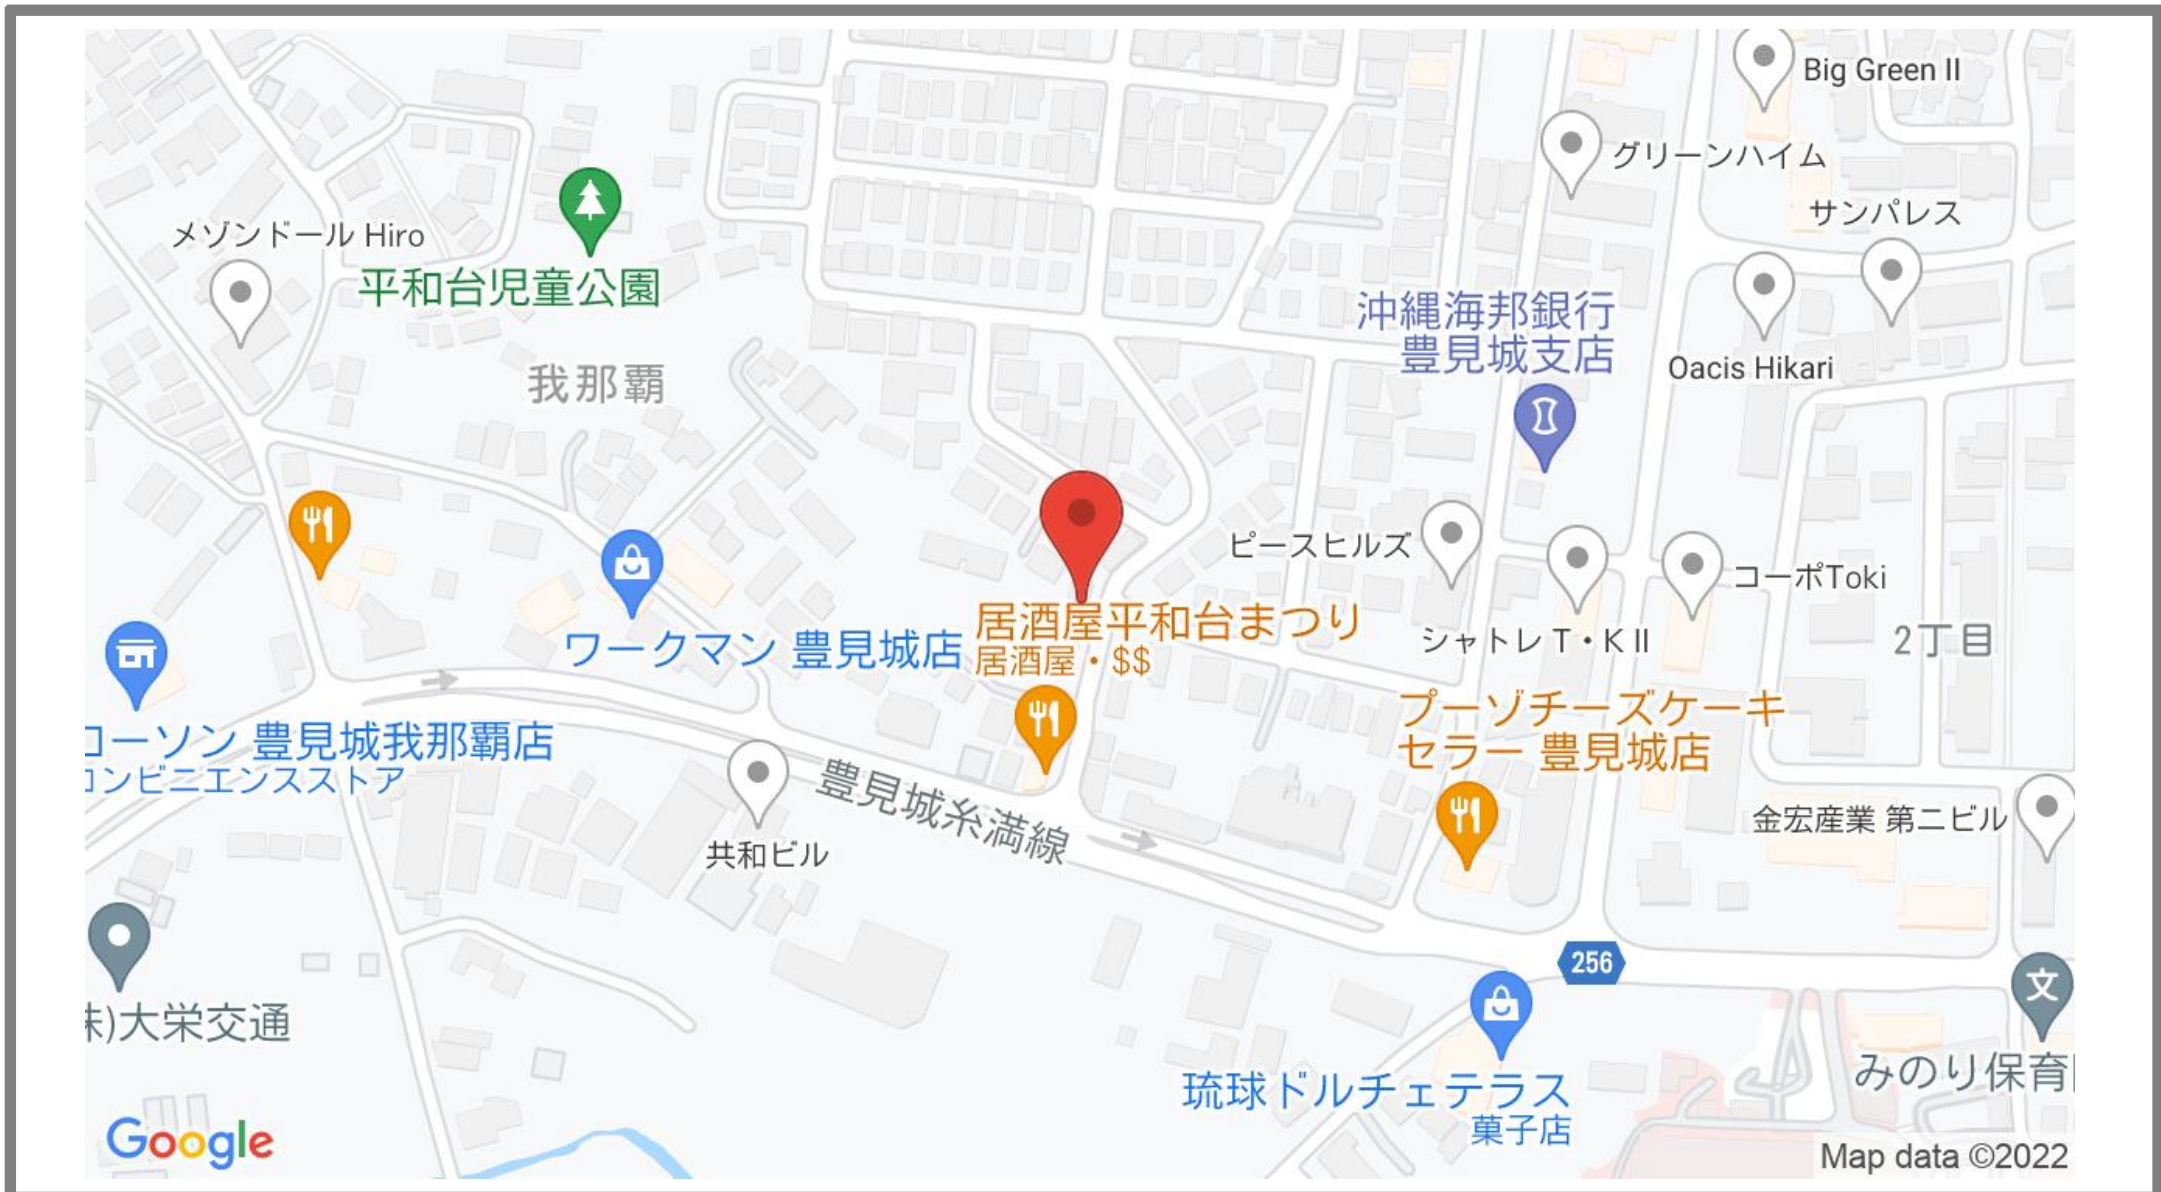 Big Green II
グリーンハイム
サンパレス
メゾンドール Hiro
平和台児童公園
沖縄海邦銀行
豊見城支店
Oacis Hikari
我那覇
ピースヒルズ
コーポToki
居酒屋平和台まつり
居酒屋・$$
ワークマン 豊見城店
シャトレ T・K II
2丁目
プーゾチーズケーキ
セラー 豊見城店
ローソン 豊見城我那覇店
コンビニエンスストア
豊見城糸満線
共和ビル
金宏産業 第二ビル
256
文
株)大栄交通
みのり保育
琉球ドルチェテラス
菓子店
Google
Map data ©2022